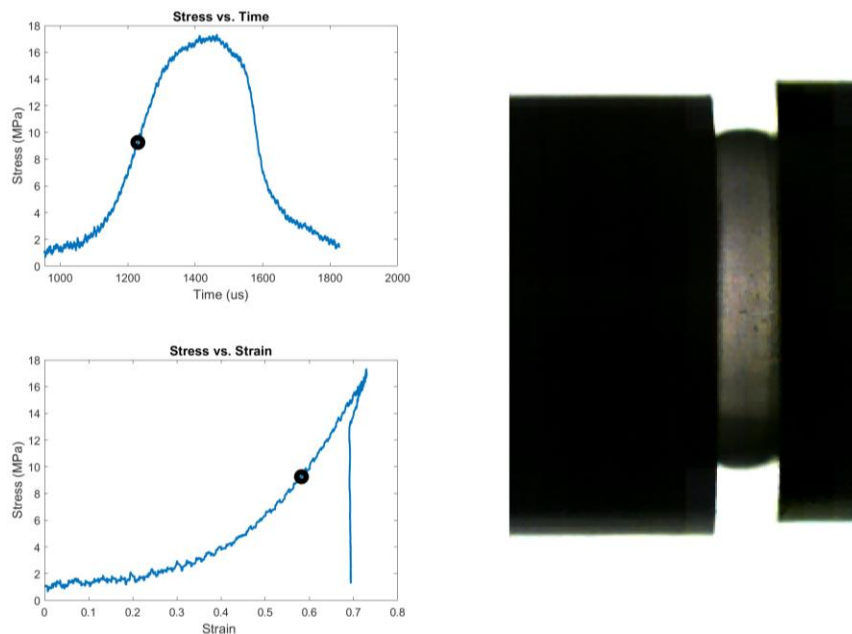 Stress vs. Time
18
16
14
12
10
8
6
4
2
0
Stress (MPa)
1000 1200 1400 1600 1800 2000
Time (us)
Stress vs. Strain
18
16
14
12
10
8
6
4
2
0
Stress (MPa)
0 0.1 0.2 0.3 0.4 0.5 0.6 0.7 0.8
Strain